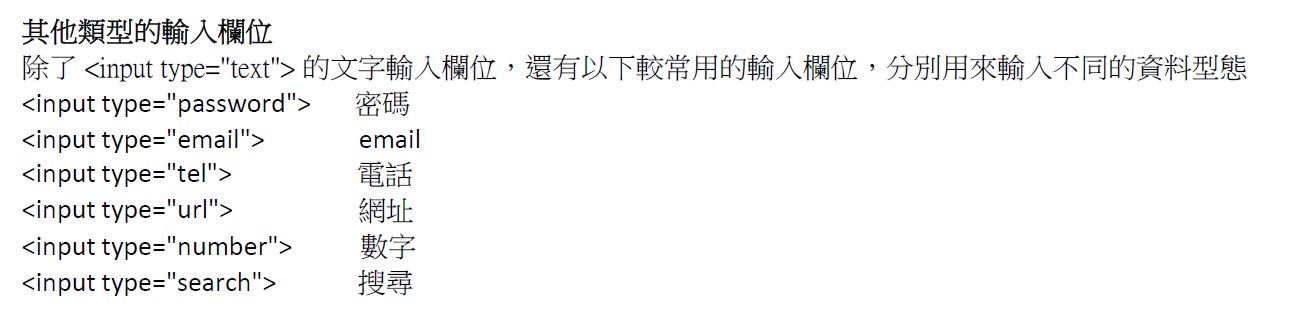 其他類型的輸入欄位
除了 <input type="text"> 的文字輸入欄位，還有以下較常用的輸入欄位，分別用來輸入不同的資料型態
<input type="password"> 密碼
<input type="email"> email
<input type="tel"> 電話
<input type="url"> 網址
<input type="number"> 數字
<input type="search"> 搜尋